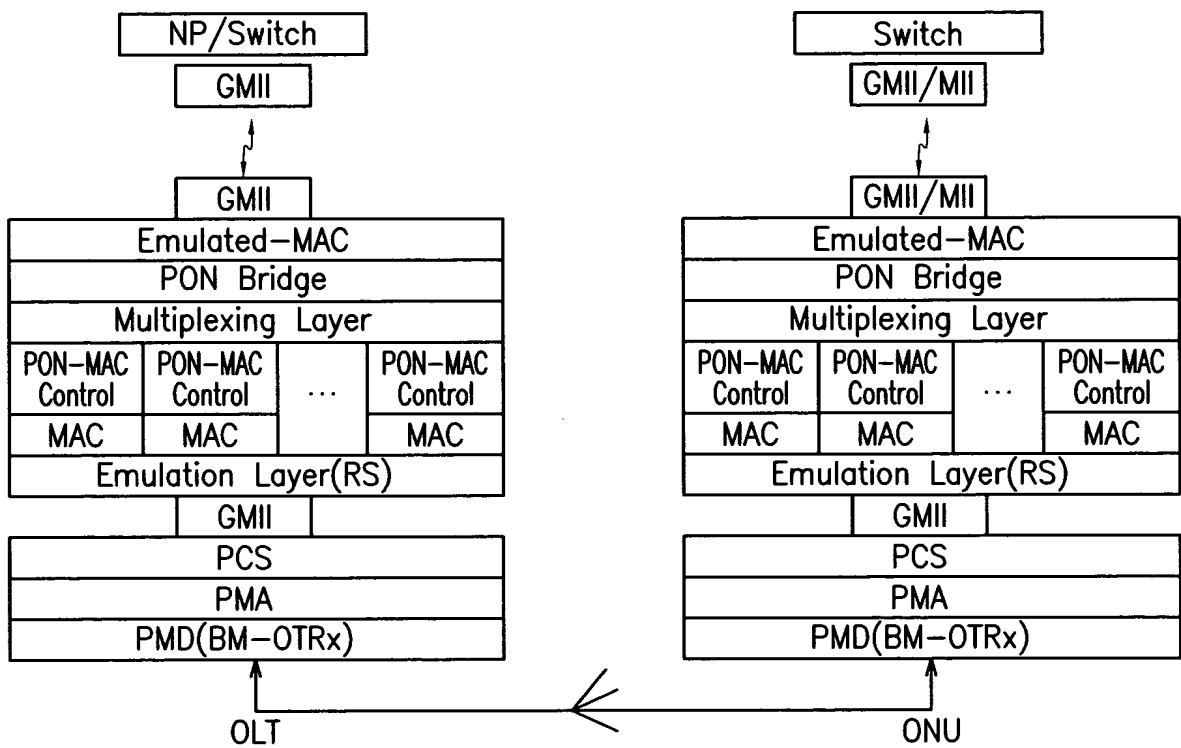 NP/Switch
GMII
GMII
Emulated-MAC
PON Bridge
Multiplexing Layer
PON-MAC Control
MAC
PON-MAC Control
MAC
...
PON-MAC Control
MAC
Emulation Layer(RS)
GMII
PCS
PMA
PMD(BM-OTRx)
OLT
Switch
GMII/MII
GMII/MII
Emulated-MAC
PON Bridge
Multiplexing Layer
PON-MAC Control
MAC
PON-MAC Control
MAC
...
PON-MAC Control
MAC
Emulation Layer(RS)
GMII
PCS
PMA
PMD(BM-OTRx)
ONU